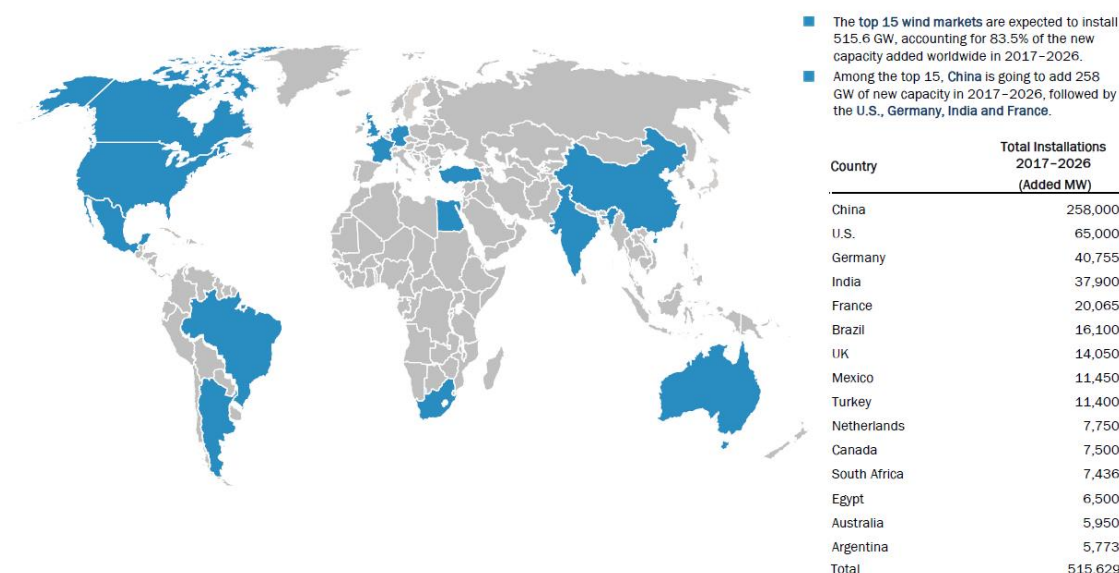 The top 15 wind markets are expected to install
515.6 GW, accounting for 83.5% of the new
capacity added worldwide in 2017–2026.
Among the top 15, China is going to add 258
GW of new capacity in 2017–2026, followed by
the U.S., Germany, India and France.
Country Total Installations
2017–2026
(Added MW)
China 258,000
U.S. 65,000
Germany 40,755
India 37,900
France 20,065
Brazil 16,100
UK 14,050
Mexico 11,450
Turkey 11,400
Netherlands 7,750
Canada 7,500
South Africa 7,436
Egypt 6,500
Australia 5,950
Argentina 5,773
Total 515,629